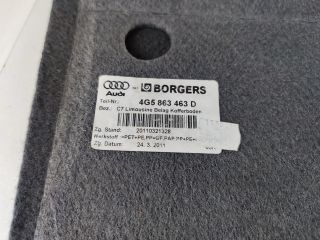 Audi BORGERS
Teil-Nr. 4G5 863 463 D
Bez. C7 Limousine Belag Kofferboden
Zg. Stand: 20110321328
Werkstoff
Zg. Datum: 24. 3. 2011